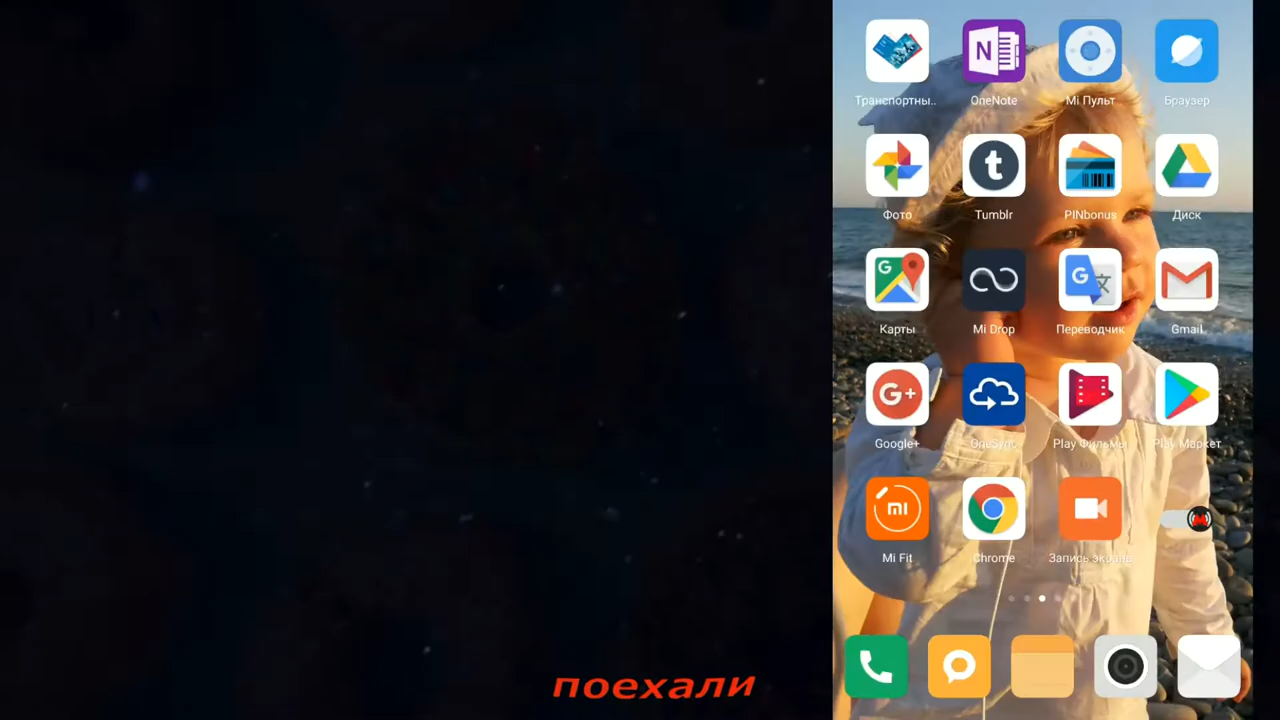 Транспортны..
OneNote
Mi Пульт
Браузер
Фото
Tumblr
PINbonus
Диск
Карты
Mi Drop
Переводчик
Gmail
Google+
OneSync
Play Фильмы
Play Маркет
Mi Fit
Chrome
Запись экрана
поехали